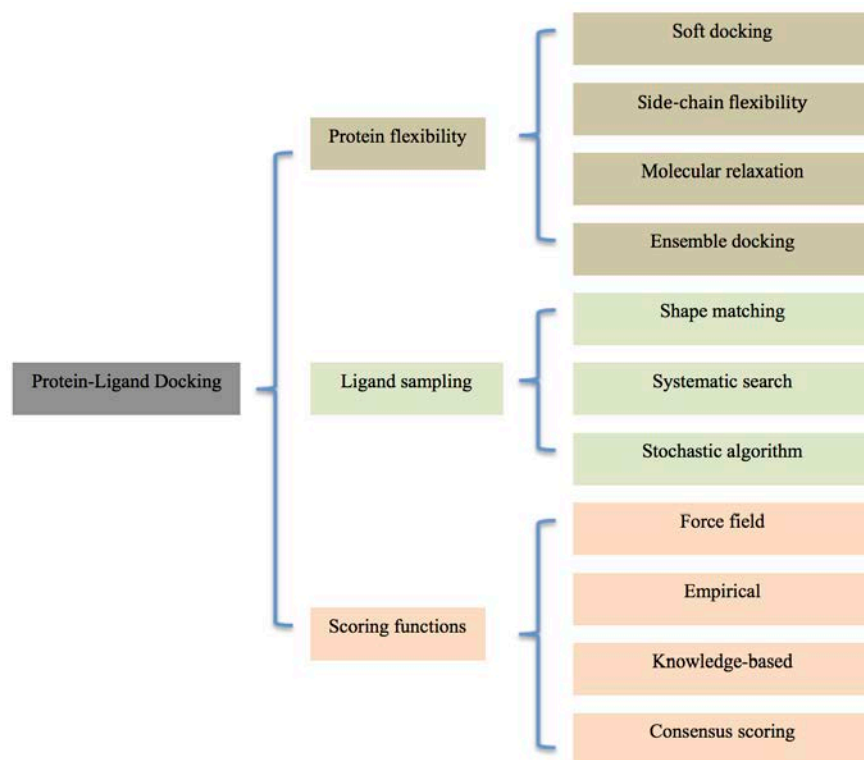 Protein-Ligand Docking
Protein flexibility
Soft docking
Side-chain flexibility
Molecular relaxation
Ensemble docking
Ligand sampling
Shape matching
Systematic search
Stochastic algorithm
Scoring functions
Force field
Empirical
Knowledge-based
Consensus scoring